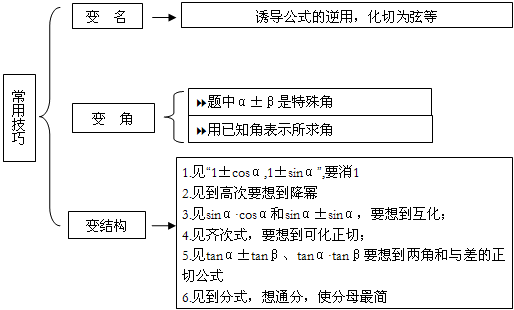 常用技巧
变 名
诱导公式的逆用，化切为弦等
变 角
题中α±β是特殊角
用已知角表示所求角
变结构
1.见“1±cosα,1±sinα”,要消1
2.见到高次要想到降幂
3.见sinα·cosα和sinα±sinα，要想到互化；
4.见齐次式，要想到可化正切；
5.见tanα±tanβ、tanα·tanβ要想到两角和与差的正
切公式
6.见到分式，想通分，使分母最简